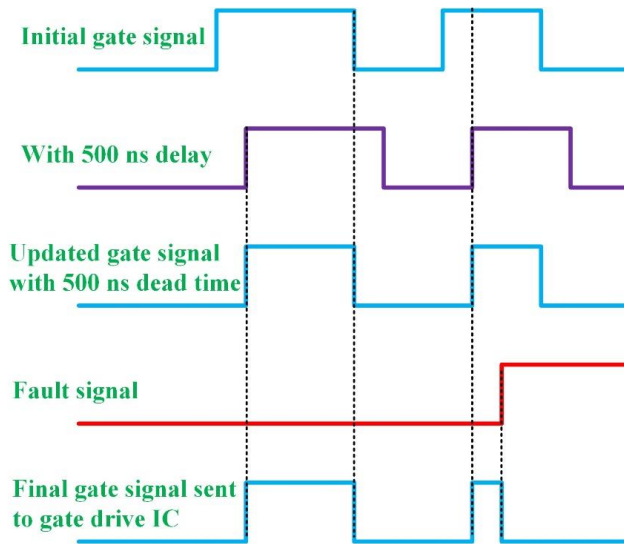 Initial gate signal
With 500 ns delay
Updated gate signal
with 500 ns dead time
Fault signal
Final gate signal sent
to gate drive IC